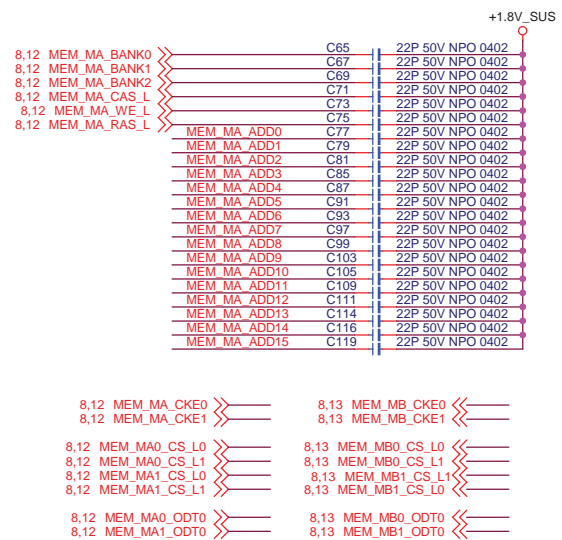 +1.8V_SUS
8,12 MEM_MA_BANK0 C65 22P 50V NPO 0402
8,12 MEM_MA_BANK1 C67 22P 50V NPO 0402
8,12 MEM_MA_BANK2 C69 22P 50V NPO 0402
8,12 MEM_MA_CAS_L C71 22P 50V NPO 0402
8,12 MEM_MA_WE_L C73 22P 50V NPO 0402
8,12 MEM_MA_RAS_L C75 22P 50V NPO 0402
MEM_MA_ADD0 C77 22P 50V NPO 0402
MEM_MA_ADD1 C79 22P 50V NPO 0402
MEM_MA_ADD2 C81 22P 50V NPO 0402
MEM_MA_ADD3 C85 22P 50V NPO 0402
MEM_MA_ADD4 C87 22P 50V NPO 0402
MEM_MA_ADD5 C91 22P 50V NPO 0402
MEM_MA_ADD6 C93 22P 50V NPO 0402
MEM_MA_ADD7 C97 22P 50V NPO 0402
MEM_MA_ADD8 C99 22P 50V NPO 0402
MEM_MA_ADD9 C103 22P 50V NPO 0402
MEM_MA_ADD10 C105 22P 50V NPO 0402
MEM_MA_ADD11 C109 22P 50V NPO 0402
MEM_MA_ADD12 C111 22P 50V NPO 0402
MEM_MA_ADD13 C114 22P 50V NPO 0402
MEM_MA_ADD14 C116 22P 50V NPO 0402
MEM_MA_ADD15 C119 22P 50V NPO 0402
8,12 MEM_MA_CKE0 8,13 MEM_MB_CKE0
8,12 MEM_MA_CKE1 8,13 MEM_MB_CKE1
8,12 MEM_MA0_CS_L0 8,13 MEM_MB0_CS_L0
8,12 MEM_MA0_CS_L1 8,13 MEM_MB0_CS_L1
8,12 MEM_MA1_CS_L0 8,13 MEM_MB1_CS_L1
8,12 MEM_MA1_CS_L1 8,13 MEM_MB1_CS_L0
8,12 MEM_MA0_ODT0 8,13 MEM_MB0_ODT0
8,12 MEM_MA1_ODT0 8,13 MEM_MB1_ODT0